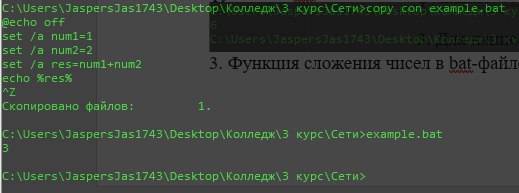 C:\Users\JaspersJas1743\Desktop\Колледж\3 курс\Сети>copy con example.bat
@echo off
set /a num1=1
set /a num2=2
set /a res=num1+num2
echo %res%
^Z
Скопировано файлов: 1.
3. Функция сложения чисел в bat-файле
C:\Users\JaspersJas1743\Desktop\Колледж\3 курс\Сети>example.bat
3
C:\Users\JaspersJas1743\Desktop\Колледж\3 курс\Сети>